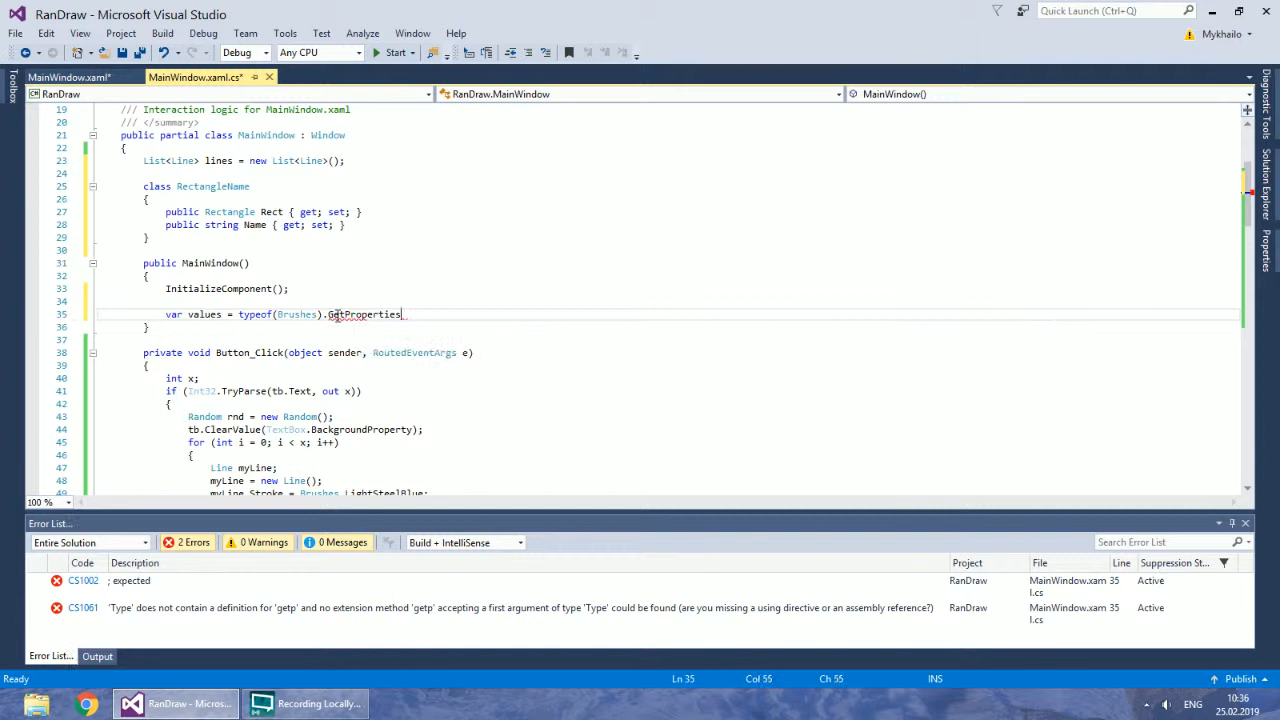 RanDraw - Microsoft Visual Studio
Quick Launch (Ctrl+Q)
File Edit View Project Build Debug Team Tools Test Analyze Window Help
Mykhailo
Debug Any CPU Start
Toolbox
MainWindow.xaml*
MainWindow.xaml.cs*
RanDraw
RanDraw.MainWindow
MainWindow()
19 /// Interaction logic for MainWindow.xaml
20 /// </summary>
21 public partial class MainWindow : Window
22 {
23 List<Line> lines = new List<Line>();
24
25 class RectangleName
26 {
27 public Rectangle Rect { get; set; }
28 public string Name { get; set; }
29 }
30
31 public MainWindow()
32 {
33 InitializeComponent();
34
35 var values = typeof(Brushes).GetProperties
36 }
37
38 private void Button_Click(object sender, RoutedEventArgs e)
39 {
40 int x;
41 if (Int32.TryParse(tb.Text, out x))
42 {
43 Random rnd = new Random();
44 tb.ClearValue(TextBox.BackgroundProperty);
45 for (int i = 0; i < x; i++)
46 {
47 Line myLine;
48 myLine = new Line();
49 myLine.Stroke = Brushes.LightSteelBlue;
100 %
Diagnostic Tools
Solution Explorer
Properties
Error List...
Entire Solution 2 Errors 0 Warnings 0 Messages Build + IntelliSense
Search Error List
Code Description Project File Line Suppression St...
CS1002 ; expected RanDraw MainWindow.xam 35 Active
l.cs
CS1061 'Type' does not contain a definition for 'getp' and no extension method 'getp' accepting a first argument of type 'Type' could be found (are you missing a using directive or an assembly reference?) RanDraw MainWindow.xam 35 Active
l.cs
Error List... Output
Ready Ln 35 Col 55 Ch 55 INS Publish
RanDraw - Micros...
Recording Locally...
ENG
10:36
25.02.2019